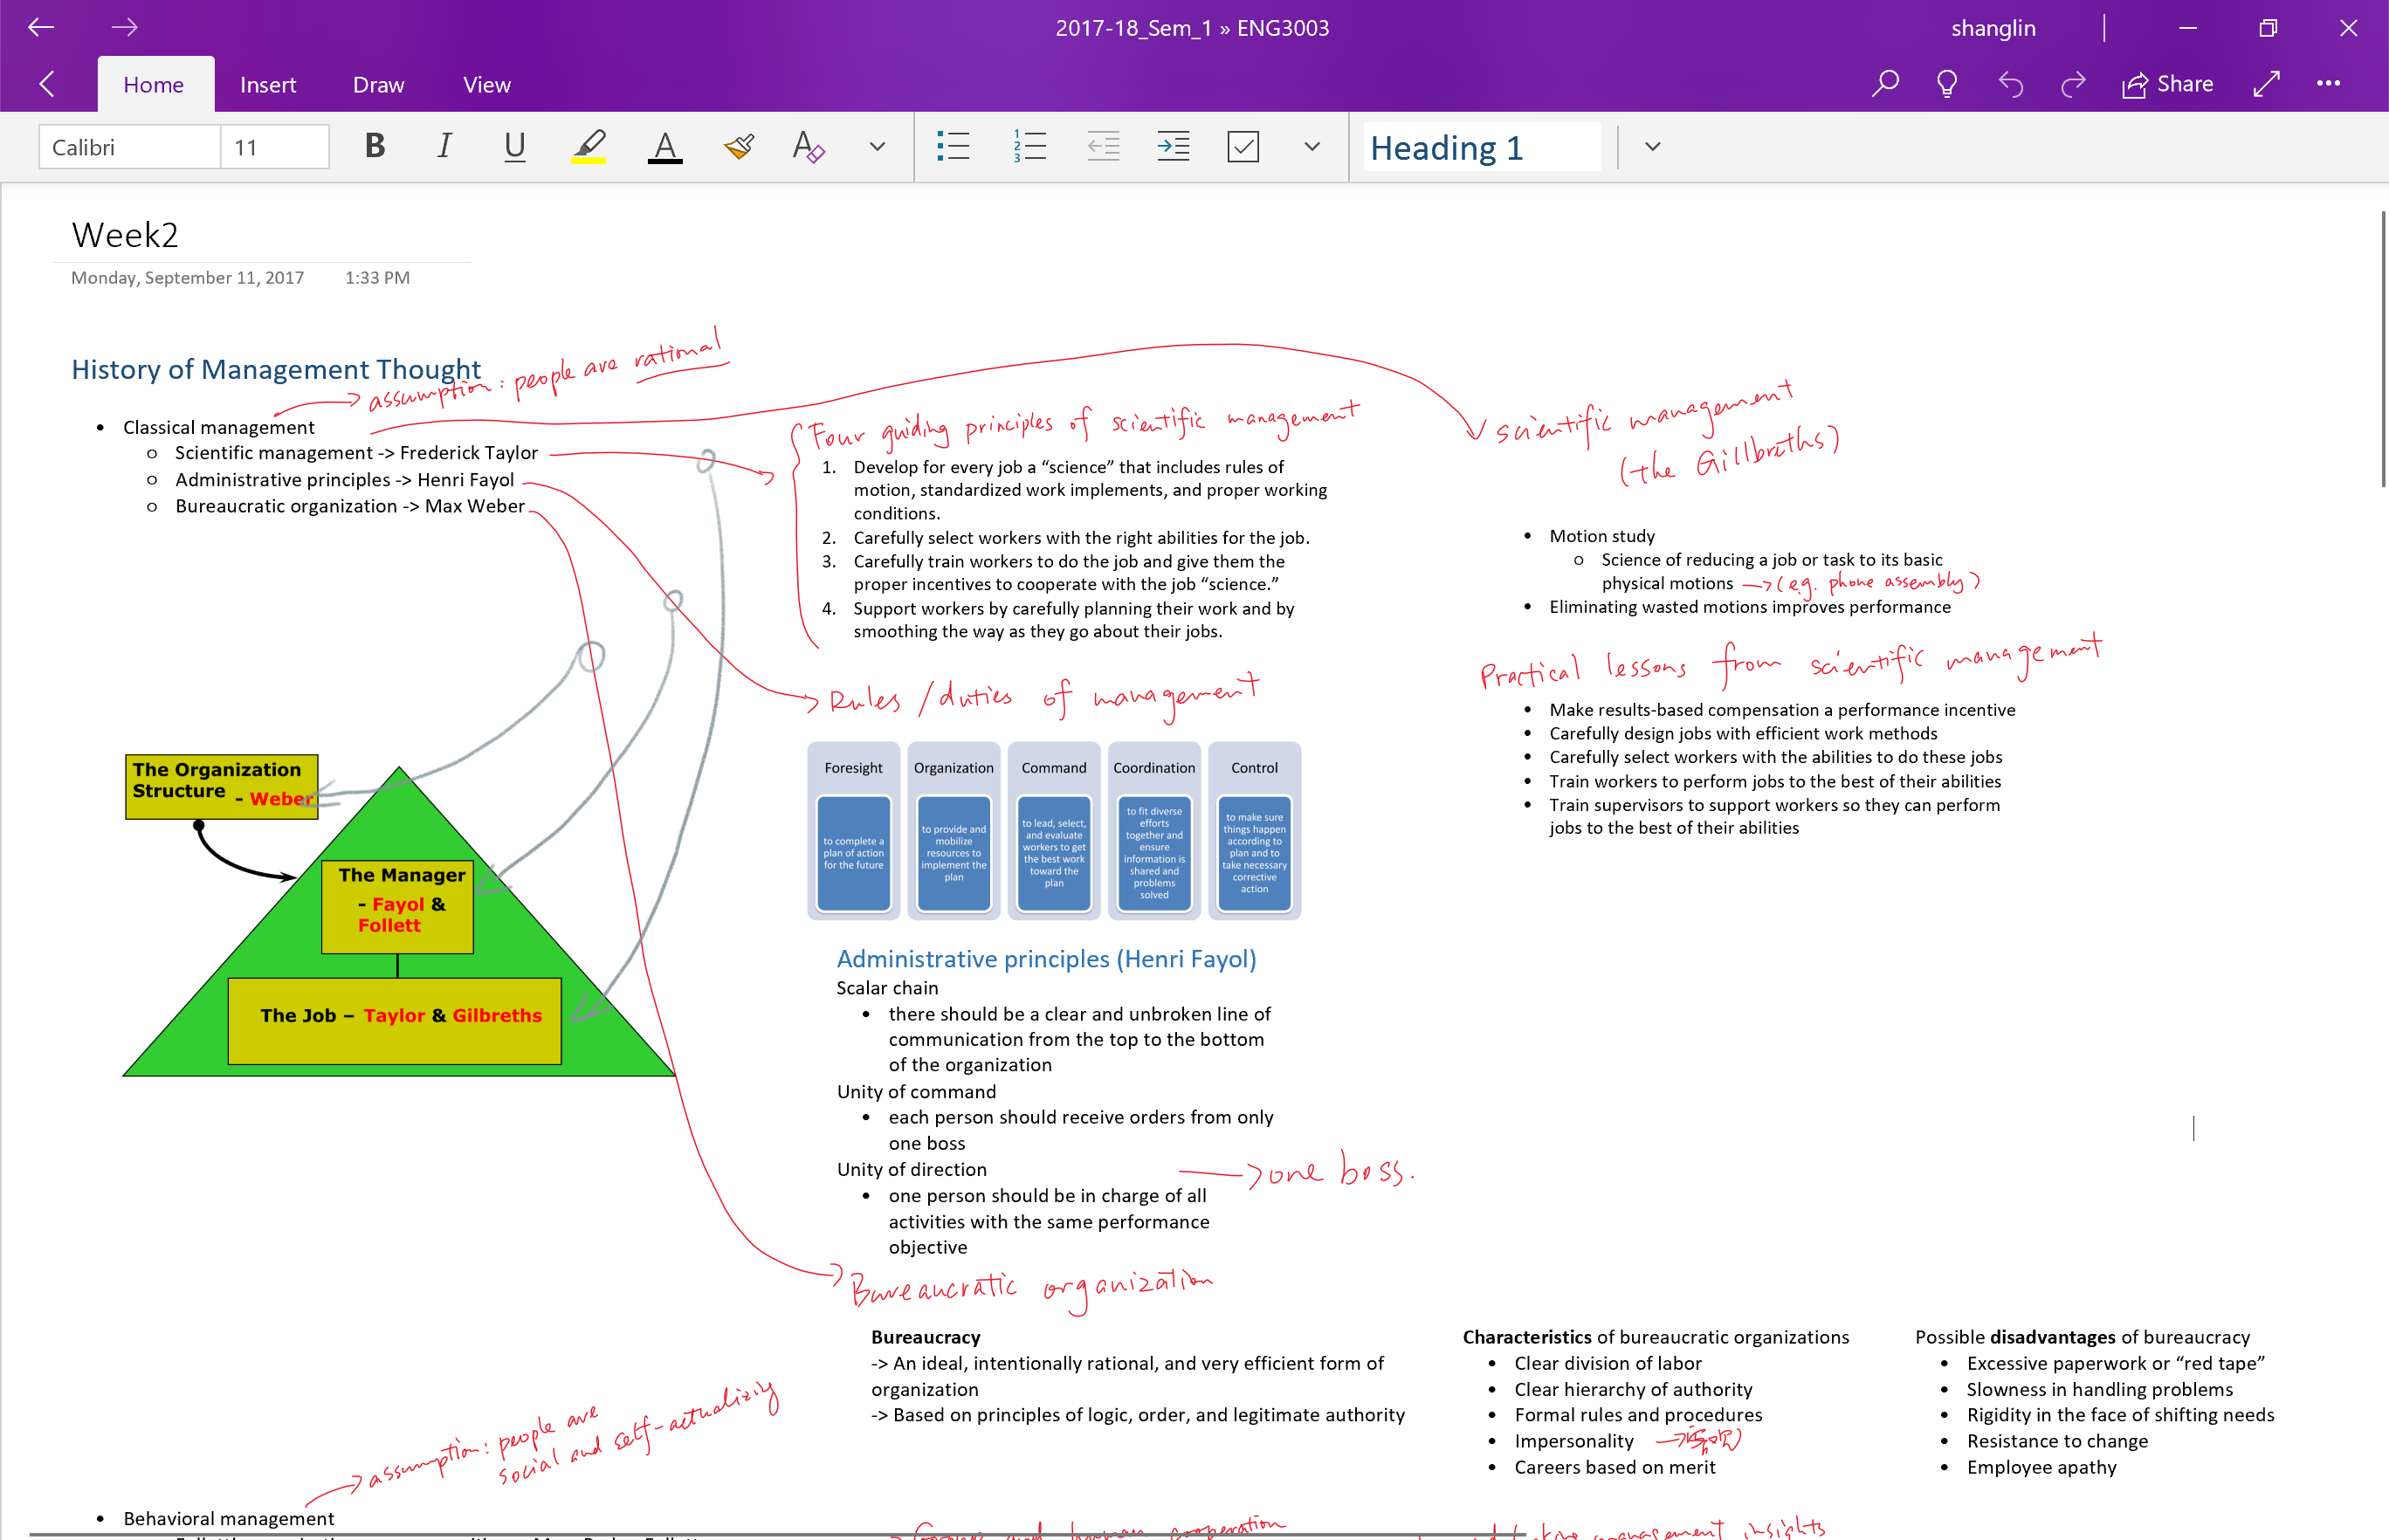 2017-18_Sem_1 » ENG3003
shanglin
Home
Insert
Draw
View
Share
Calibri
11
B
I
U
A
A
Heading 1
Week2
Monday, September 11, 2017 1:33 PM
History of Management Thought
assumption: people are rational
• Classical management
o Scientific management -> Frederick Taylor
o Administrative principles -> Henri Fayol
o Bureaucratic organization -> Max Weber
The Organization
Structure - Weber
The Manager
- Fayol &
Follett
The Job – Taylor & Gilbreths
Four guiding principles of scientific management
1. Develop for every job a “science” that includes rules of
motion, standardized work implements, and proper working
conditions.
2. Carefully select workers with the right abilities for the job.
3. Carefully train workers to do the job and give them the
proper incentives to cooperate with the job “science.”
4. Support workers by carefully planning their work and by
smoothing the way as they go about their jobs.
scientific management
(the Gillbreths)
• Motion study
o Science of reducing a job or task to its basic
physical motions → (e.g. phone assembly)
• Eliminating wasted motions improves performance
Practical lessons from scientific management
• Make results-based compensation a performance incentive
• Carefully design jobs with efficient work methods
• Carefully select workers with the abilities to do these jobs
• Train workers to perform jobs to the best of their abilities
• Train supervisors to support workers so they can perform
jobs to the best of their abilities
Rules/duties of management
Foresight
to complete a
plan of action
for the future
Organization
to provide and
mobilize
resources to
implement the
plan
Command
to lead, select,
and evaluate
workers to get
the best work
toward the
plan
Coordination
to fit diverse
efforts
together and
ensure
information is
shared and
problems
solved
Control
to make sure
things happen
according to
plan and to
take necessary
corrective
action
Administrative principles (Henri Fayol)
Scalar chain
• there should be a clear and unbroken line of
communication from the top to the bottom
of the organization
Unity of command
• each person should receive orders from only
one boss
Unity of direction
→ one boss.
• one person should be in charge of all
activities with the same performance
objective
Bureaucratic organization
Bureaucracy
-> An ideal, intentionally rational, and very efficient form of
organization
-> Based on principles of logic, order, and legitimate authority
Characteristics of bureaucratic organizations
• Clear division of labor
• Clear hierarchy of authority
• Formal rules and procedures
• Impersonality
• Careers based on merit
Possible disadvantages of bureaucracy
• Excessive paperwork or “red tape”
• Slowness in handling problems
• Rigidity in the face of shifting needs
• Resistance to change
• Employee apathy
assumption: people are
social and self-actualizing
• Behavioral management